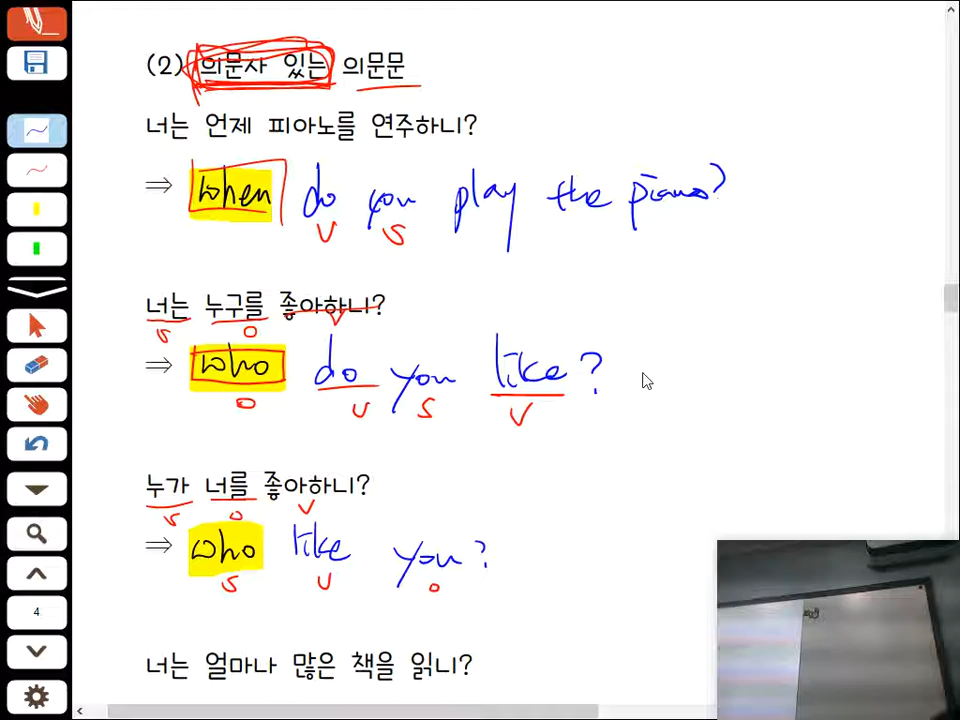 (2) 의문사 있는 의문문
너는 언제 피아노를 연주하니?
⇒ when do you play the piano?
V S
너는 누구를 좋아하니?
S O V
⇒ who do you like?
O V S V
누가 너를 좋아하니?
S O V
⇒ who like you?
S V O
너는 얼마나 많은 책을 읽니?
4